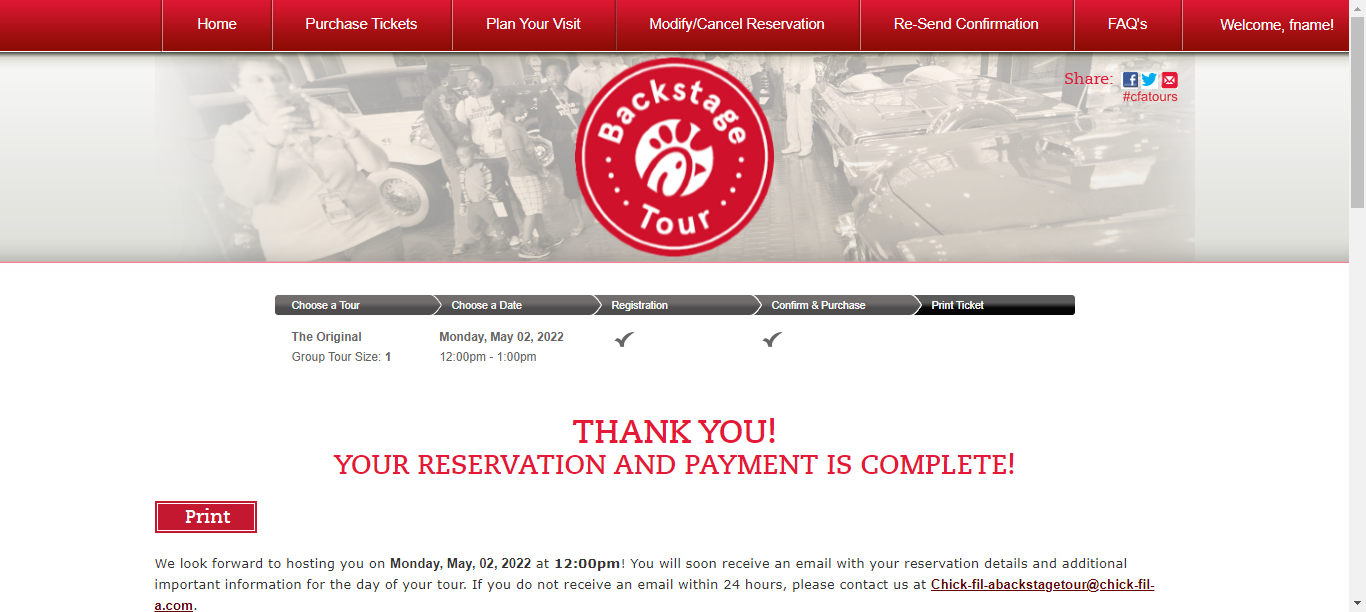 Home Purchase Tickets Plan Your Visit Modify/Cancel Reservation Re-Send Confirmation FAQ's Welcome, fname!
Share:
#cfatours
Backstage
Tour
Choose a Tour Choose a Date Registration Confirm & Purchase Print Ticket
The Original Monday, May 02, 2022
Group Tour Size: 1 12:00pm - 1:00pm
THANK YOU!
YOUR RESERVATION AND PAYMENT IS COMPLETE!
Print
We look forward to hosting you on Monday, May, 02, 2022 at 12:00pm! You will soon receive an email with your reservation details and additional
important information for the day of your tour. If you do not receive an email within 24 hours, please contact us at Chick-fil-abackstagetour@chick-fil-
a.com.